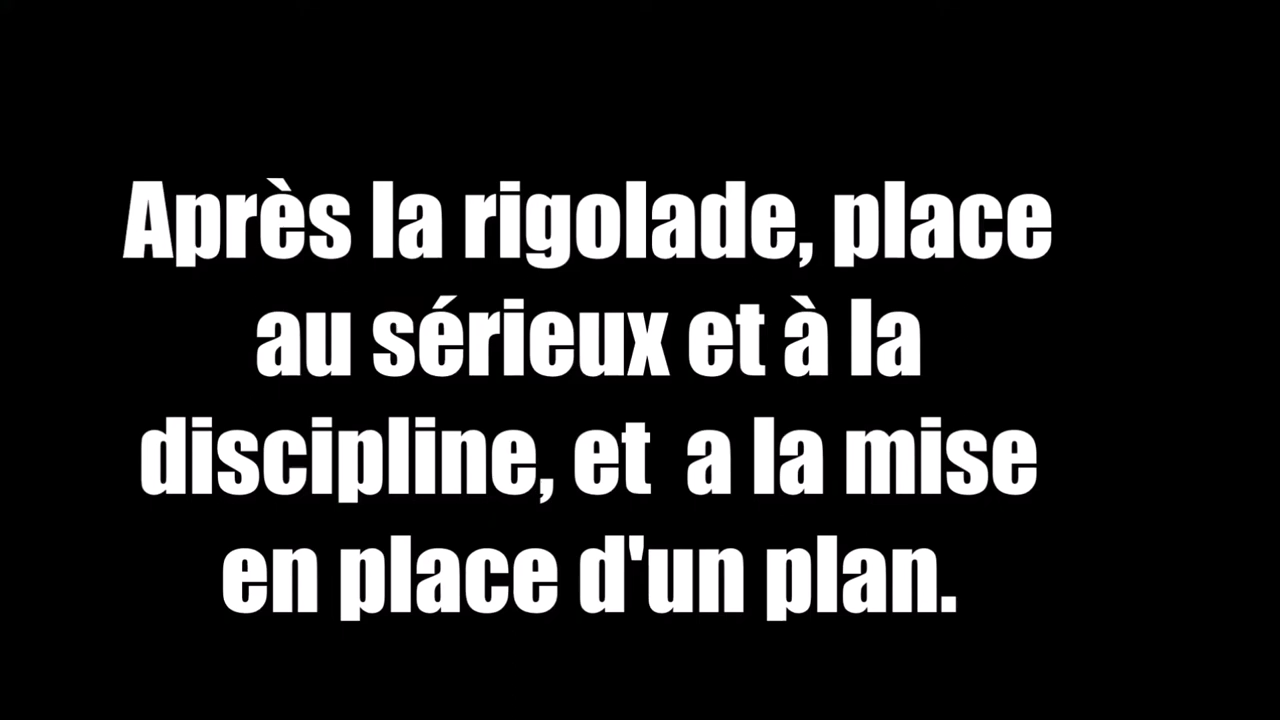 Après la rigolade, place
au sérieux et à la
discipline, et  a la mise
en place d'un plan.